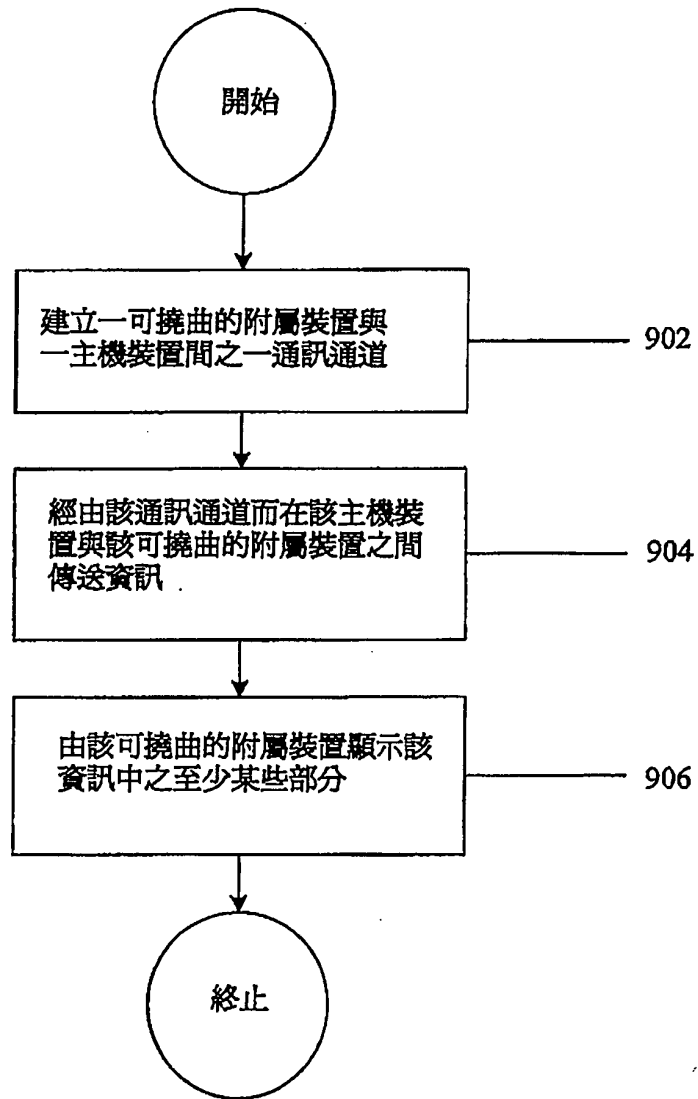 開始
建立一可撓曲的附屬裝置與
一主機裝置間之一通訊通道
902
經由該通訊通道而在該主機裝
置與該可撓曲的附屬裝置之間
傳送資訊
904
由該可撓曲的附屬裝置顯示該
資訊中之至少某些部分
906
終止